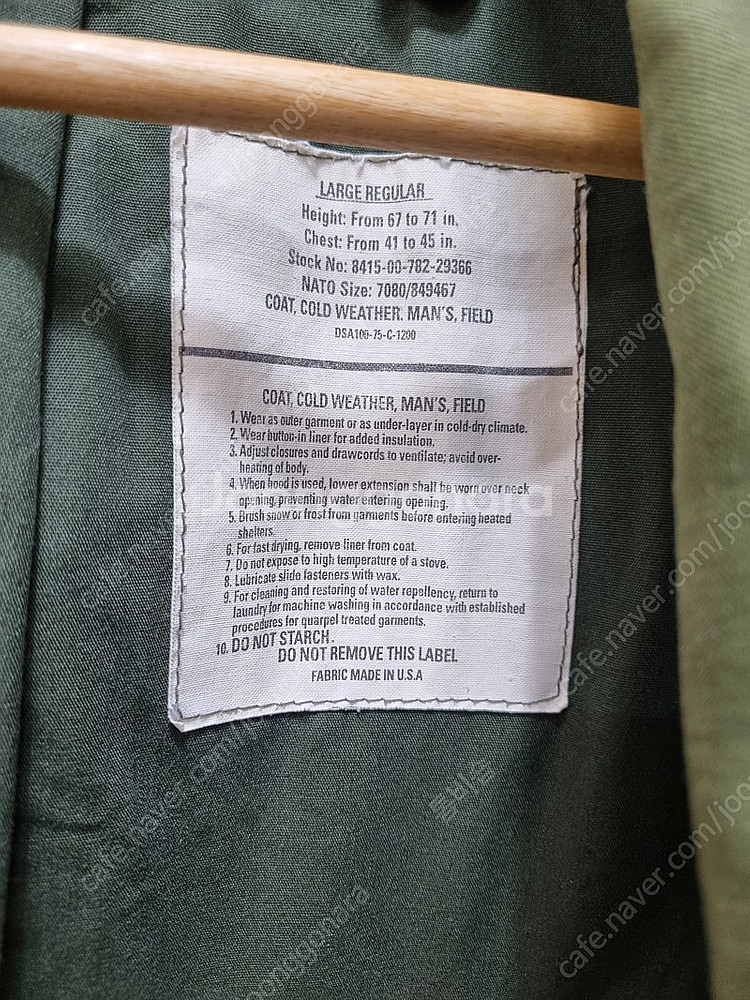 LARGE REGULAR
Height: From 67 to 71 in.
Chest: From 41 to 45 in.
Stock No: 8415-00-782-29366
NATO Size: 7080/849467
COAT, COLD WEATHER. MAN'S, FIELD
DSA100-75-C-1200
COAT, COLD WEATHER, MAN'S, FIELD
1. Wear as outer garment or as under-layer in cold-dry climate.
2. Wear button-in liner for added insulation.
3. Adjust closures and drawcords to ventilate; avoid over-
heating of body.
4. When hood is used, lower extension shall be worn over neck
opening, preventing water entering opening.
5. Brush snow or frost from garments before entering heated
shelters.
6. For fast drying, remove liner from coat.
7. Do not expose to high temperature of a stove.
8. Lubricate slide fasteners with wax.
9. For cleaning and restoring of water repellency, return to
laundry for machine washing in accordance with established
procedures for quarpel treated garments.
10. DO NOT STARCH.
DO NOT REMOVE THIS LABEL
FABRIC MADE IN U.S.A
cafe.naver.com/joonggonara